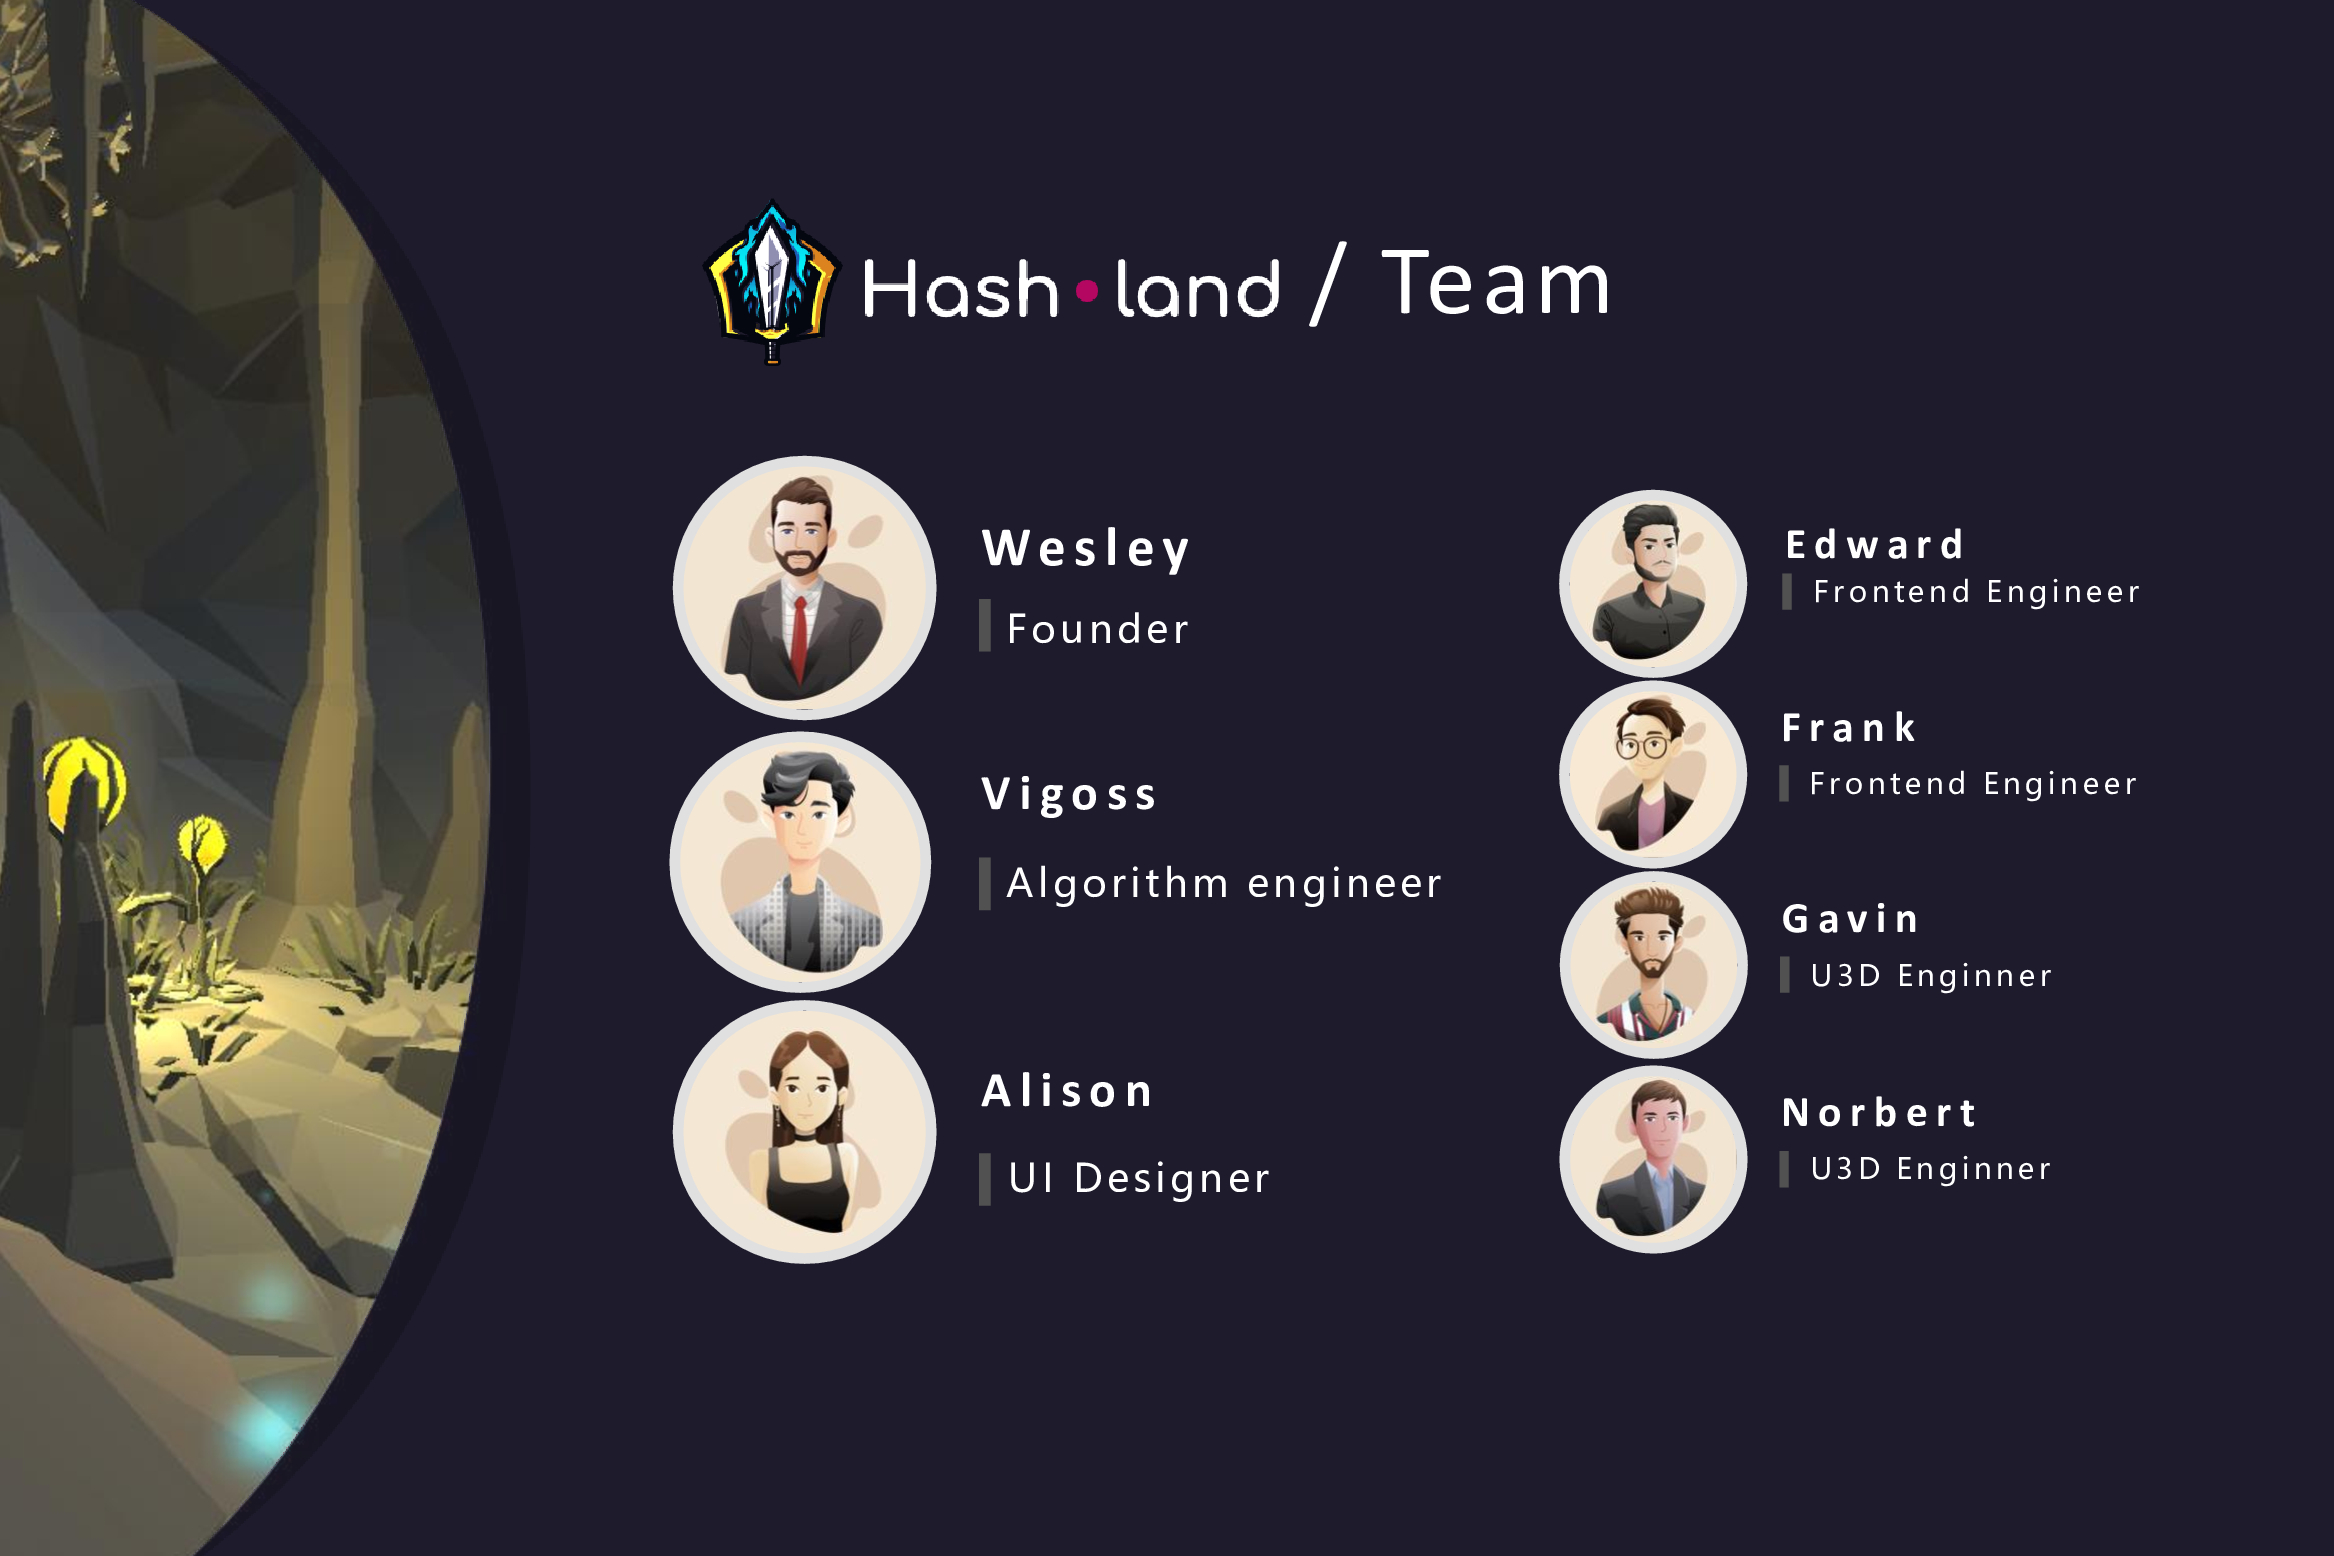 Hash•land / Team
Wesley
Founder
Vigoss
Algorithm engineer
Alison
UI Designer
Edward
Frontend Engineer
Frank
Frontend Engineer
Gavin
U3D Enginner
Norbert
U3D Enginner